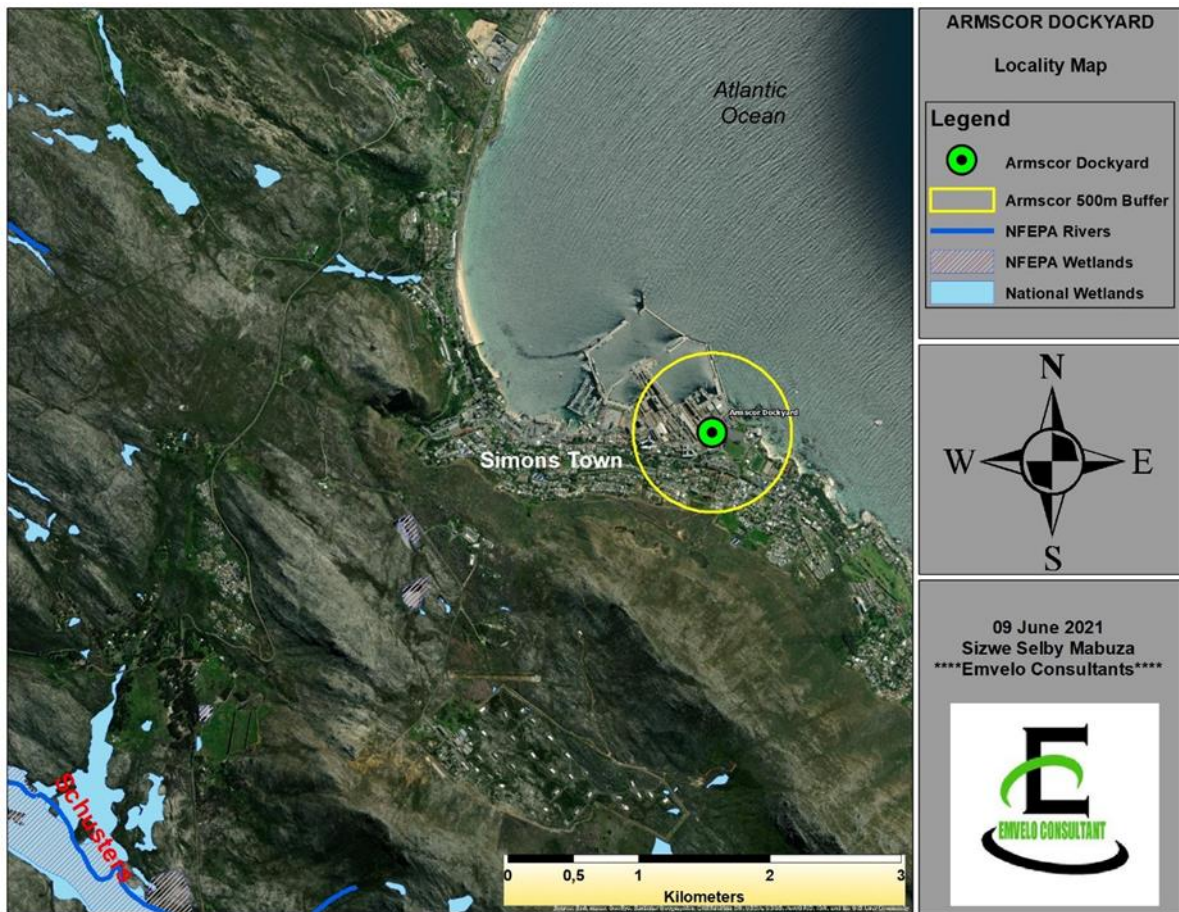 ARMSCOR DOCKYARD
Locality Map
Legend
Armscor Dockyard
Armscor 500m Buffer
NFEPA Rivers
NFEPA Wetlands
National Wetlands
N
W
E
S
09 June 2021
Sizwe Selby Mabuza
****Emvelo Consultants****
E
EMVELO CONSULTANT
Atlantic
Ocean
Armscor Dockyard
Simons Town
Schusters
0 0,5 1 2 3
Kilometers